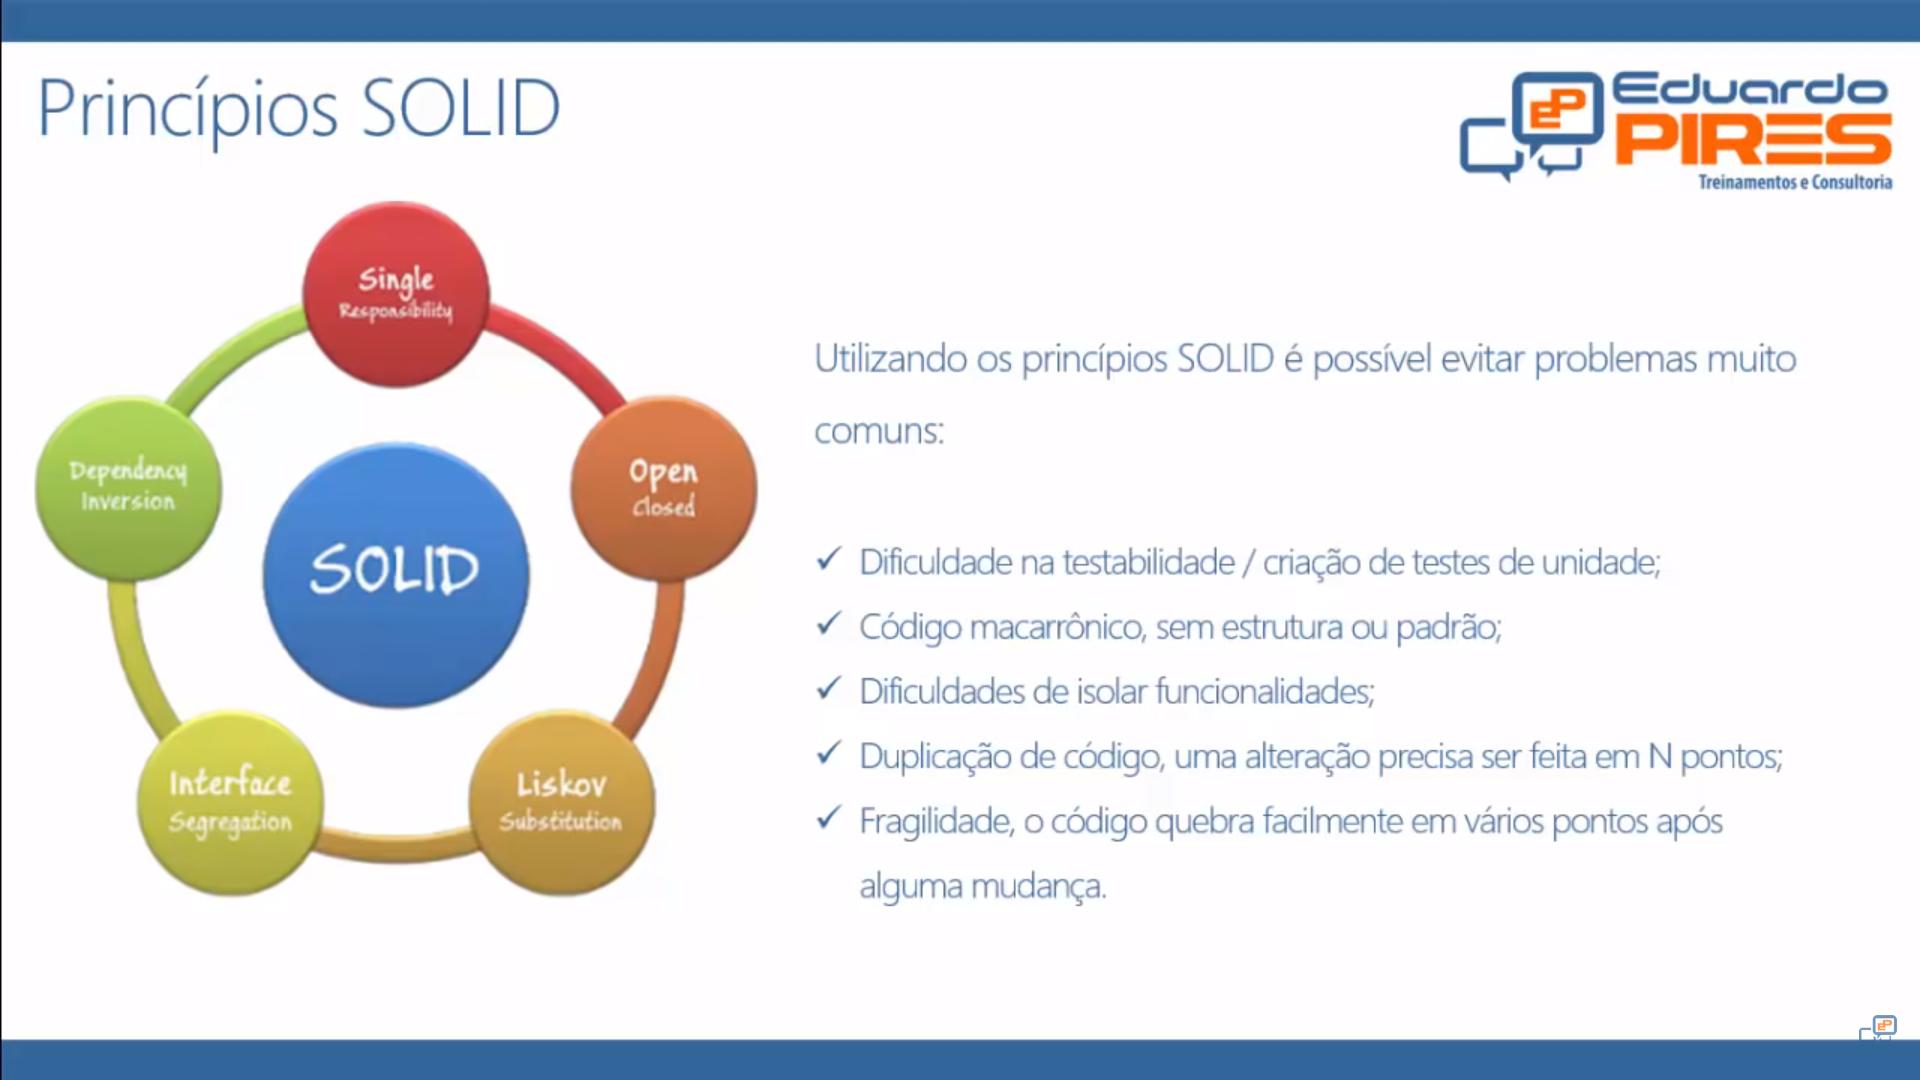 Princípios SOLID
Eduardo
PIRES
Treinamentos e Consultoria
EP
Single
Responsibility
Dependency
Inversion
Open
Closed
SOLID
Interface
Segregation
Liskov
Substitution
Utilizando os princípios SOLID é possível evitar problemas muito
comuns:
Dificuldade na testabilidade / criação de testes de unidade;
Código macarrônico, sem estrutura ou padrão;
Dificuldades de isolar funcionalidades;
Duplicação de código, uma alteração precisa ser feita em N pontos;
Fragilidade, o código quebra facilmente em vários pontos após
alguma mudança.
EP